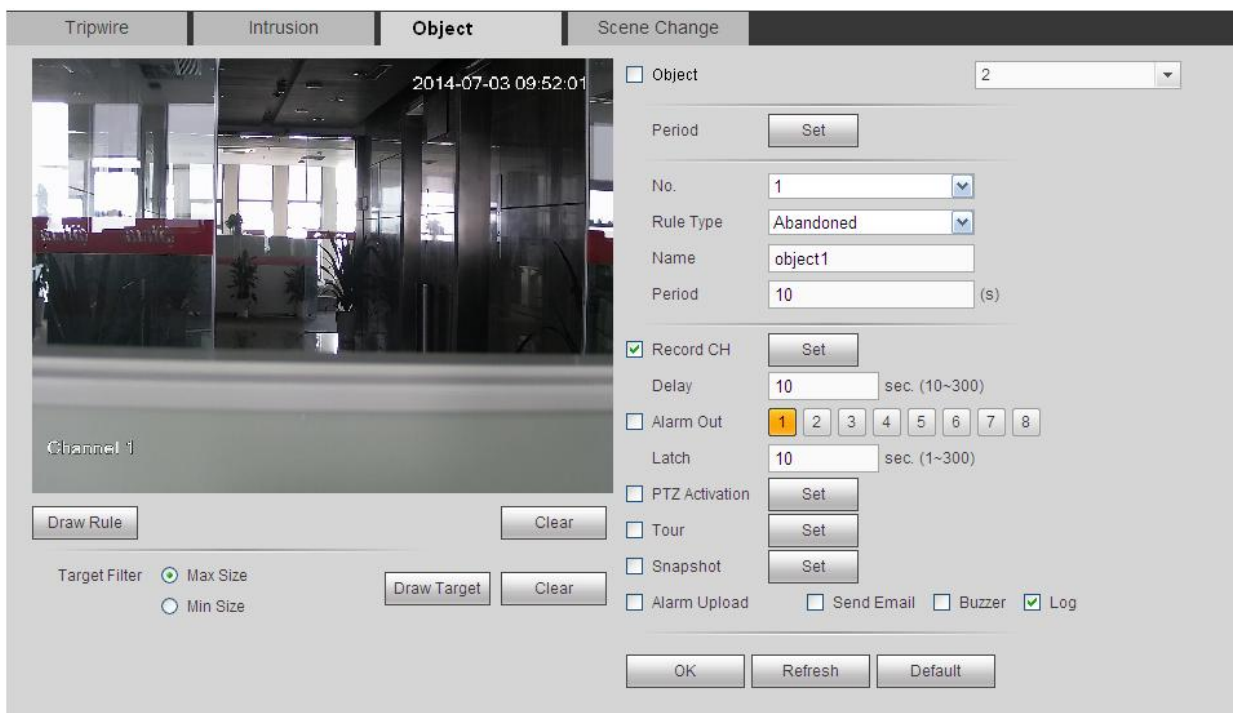 Tripwire
Intrusion
Object
Scene Change
2014-07-03 09:52:01
Channel 1
Draw Rule
Clear
Target Filter
Max Size
Min Size
Draw Target
Clear
Object
2
Period
Set
No.
1
Rule Type
Abandoned
Name
object1
Period
10
(s)
Record CH
Set
Delay
10
sec. (10~300)
Alarm Out
1 2 3 4 5 6 7 8
Latch
10
sec. (1~300)
PTZ Activation
Set
Tour
Set
Snapshot
Set
Alarm Upload
Send Email
Buzzer
Log
OK
Refresh
Default